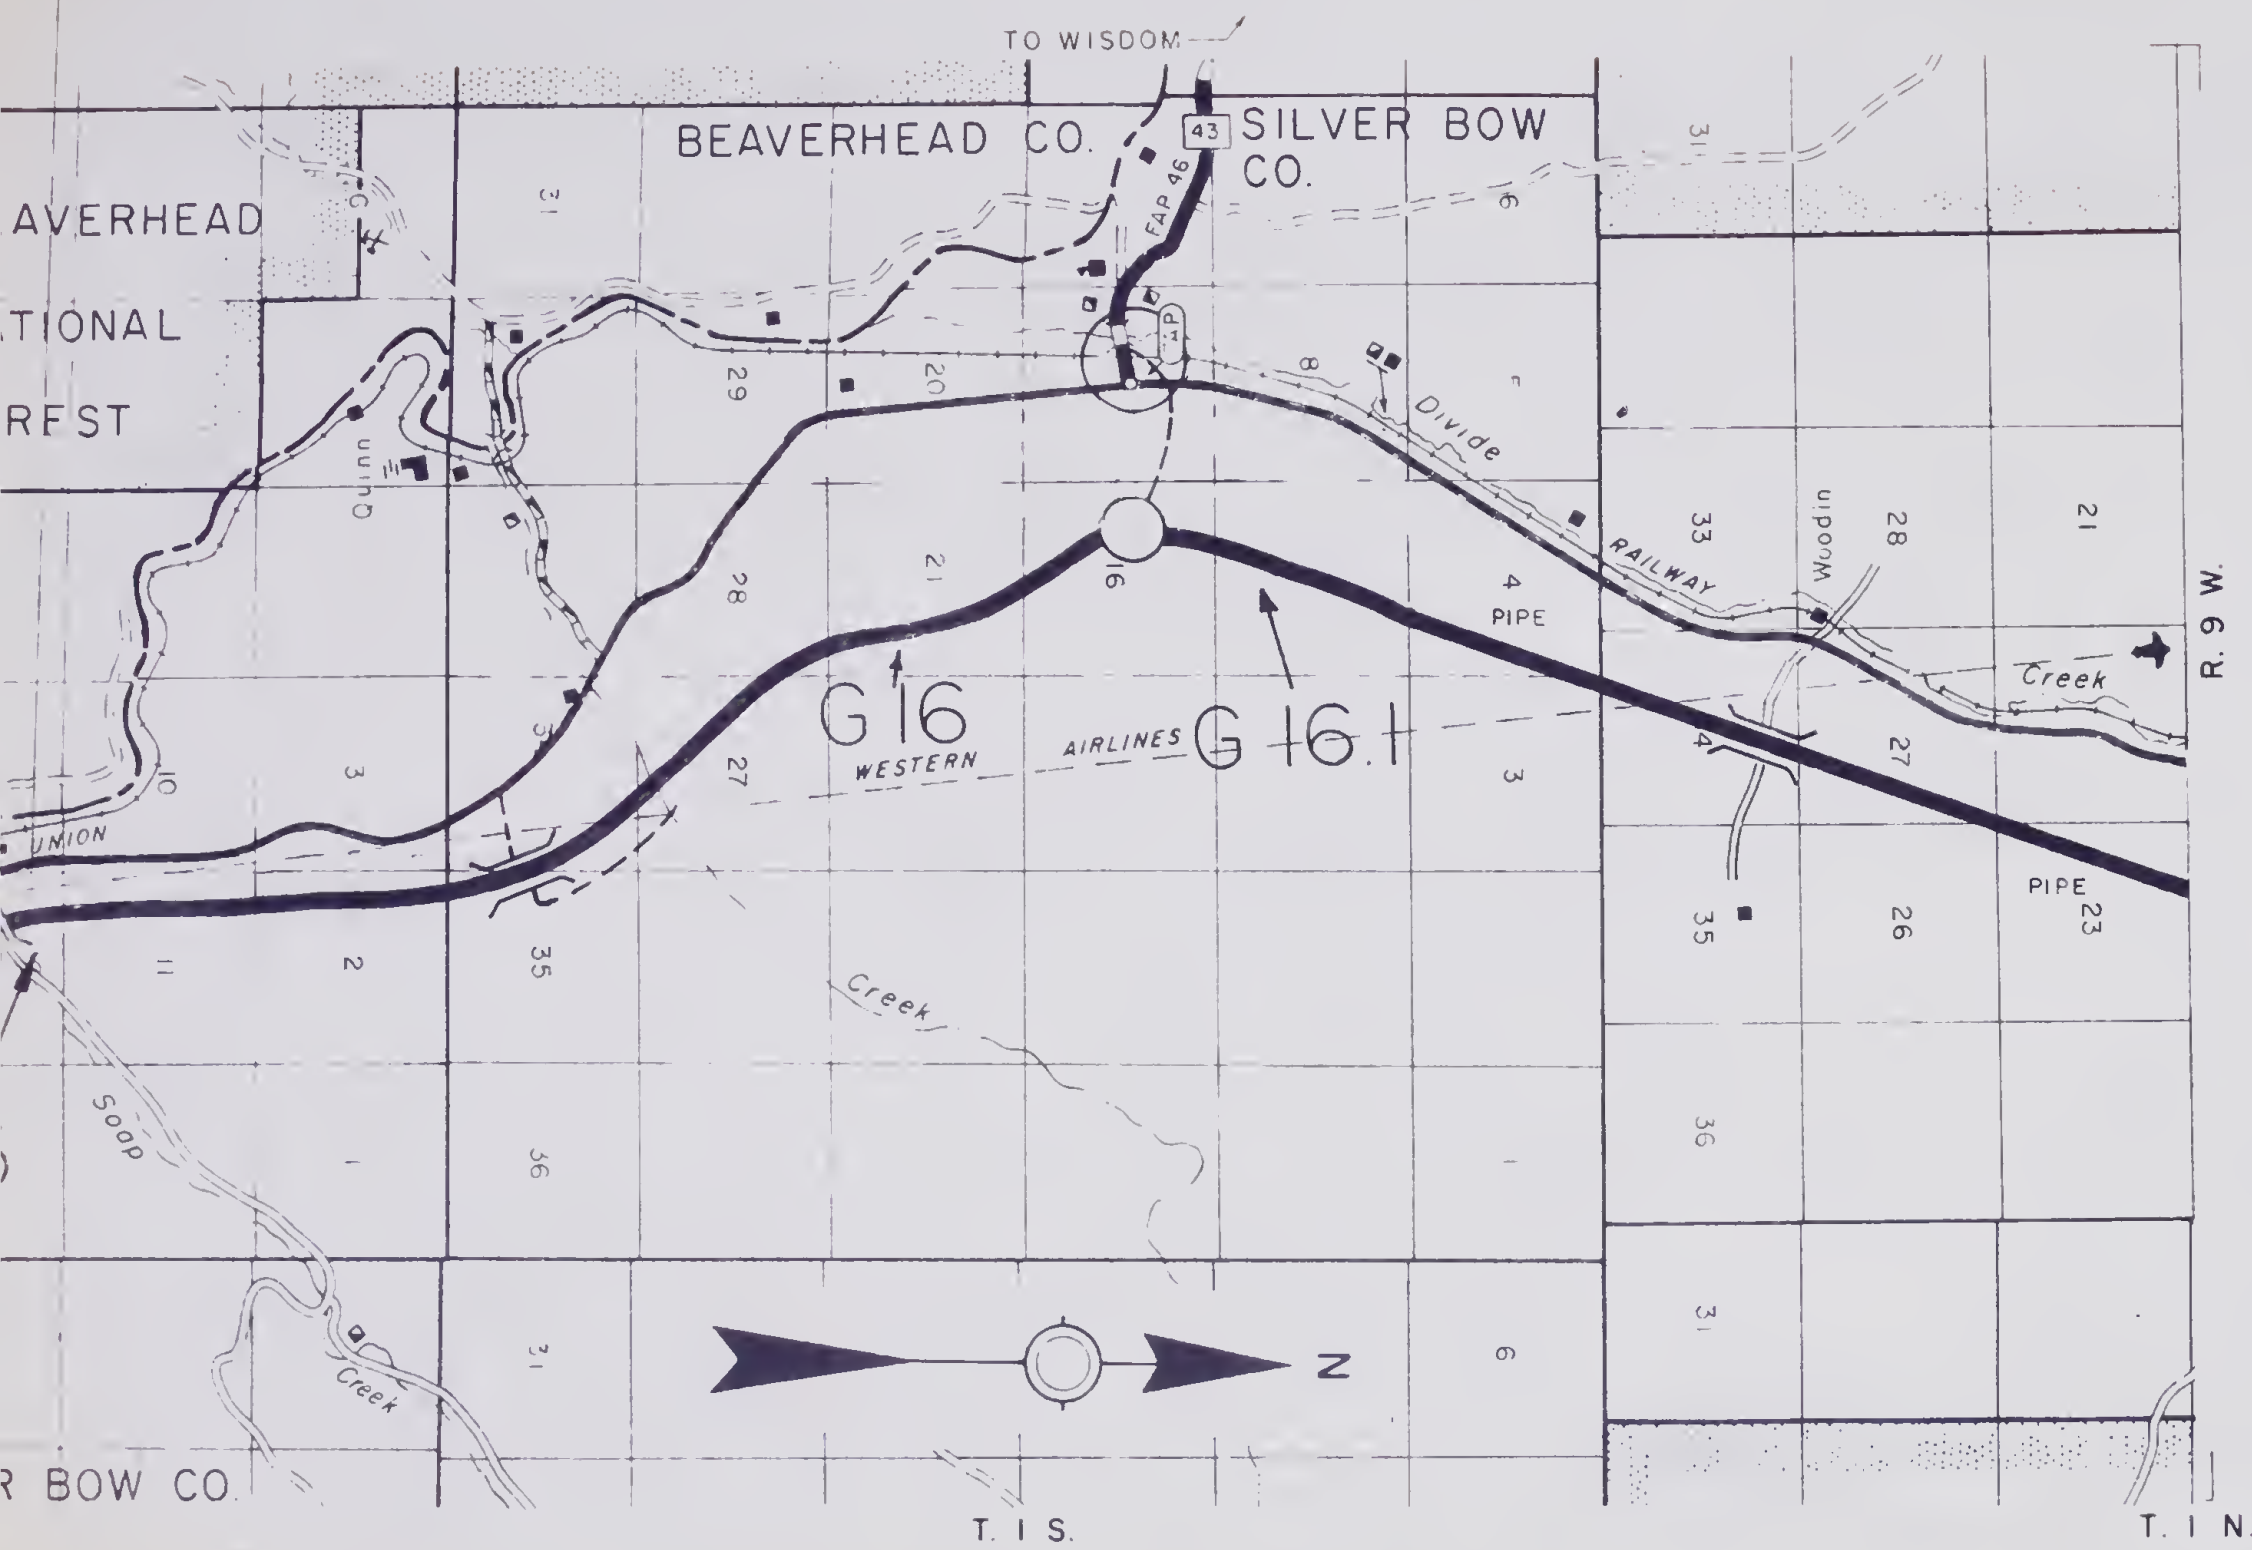 TO WISDOM
BEAVERHEAD CO.
43
SILVER BOW
CO.
FAP 46
31
31
6
AVERHEAD
TIONAL
REST
Quinn
29
20
8
Divide
28
21
16
4
PIPE
RAILWAY
33
Woodin
28
21
R. 9 W.
Creek
G 16
G 16.1
WESTERN
AIRLINES
10
3
27
3
27
UNION
PIPE
11
2
35
35
26
23
Creek
Soap
1
36
1
36
Creek
31
N
6
31
R BOW CO.
T. 1 S.
T. 1 N.